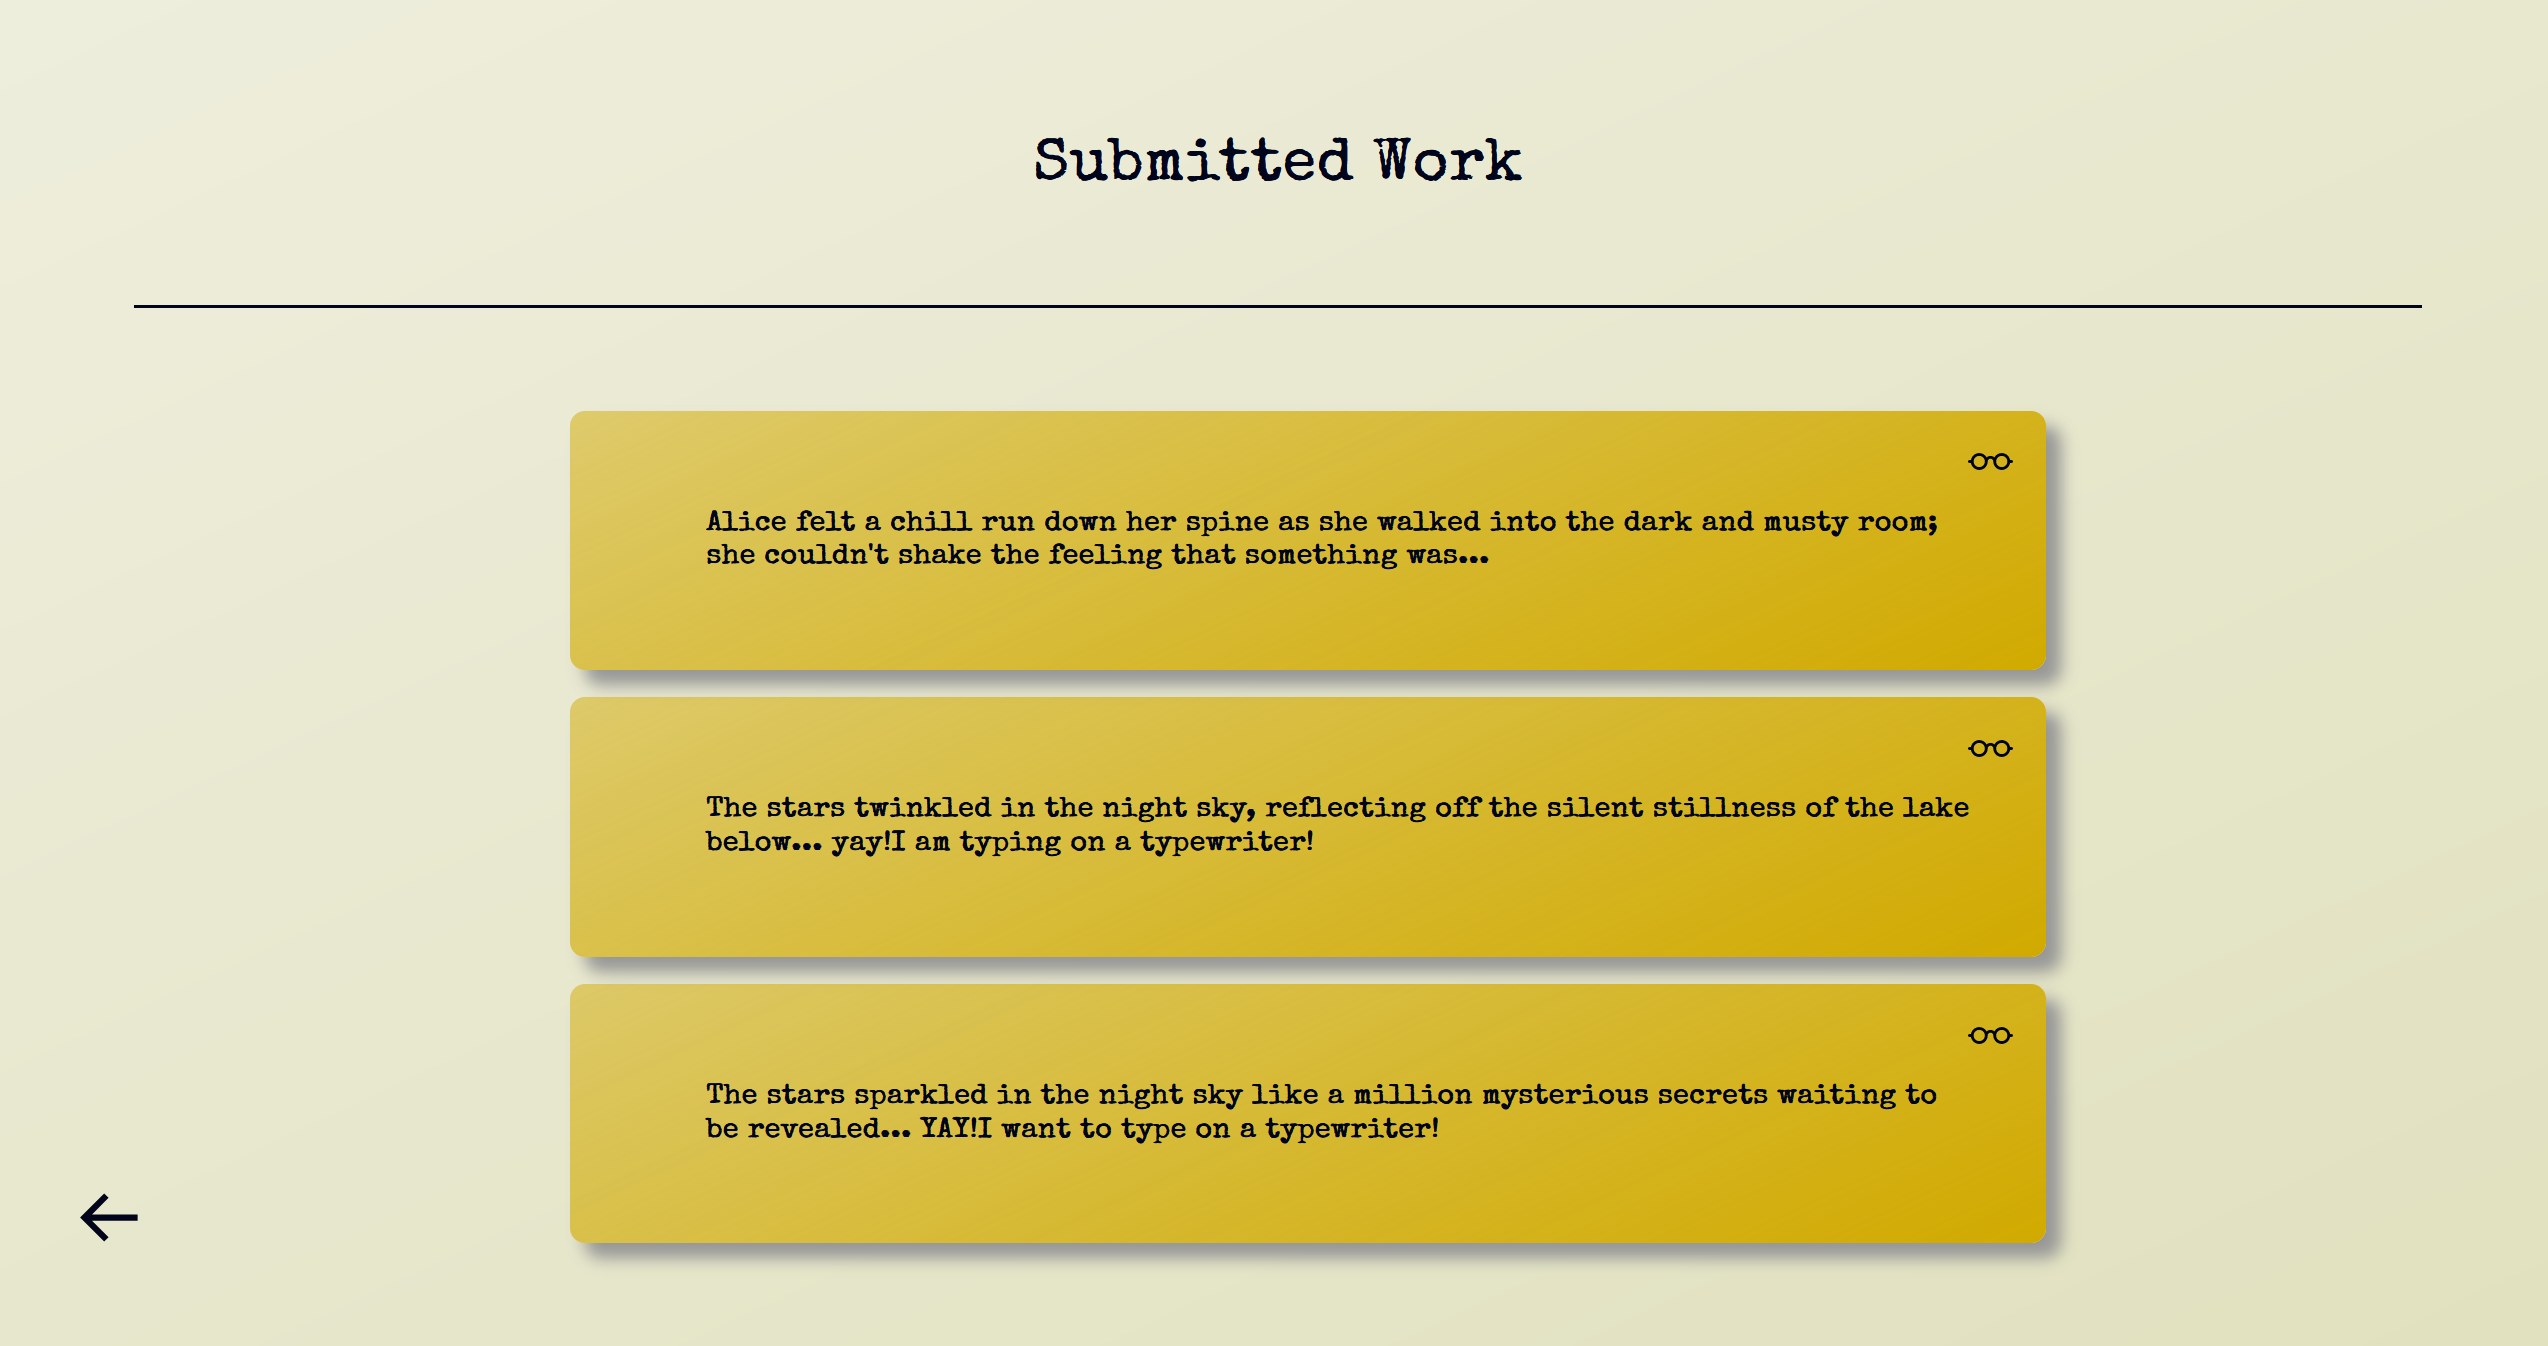 Submitted Work
Alice felt a chill run down her spine as she walked into the dark and musty room;
she couldn't shake the feeling that something was...
The stars twinkled in the night sky, reflecting off the silent stillness of the lake
below... yay!I am typing on a typewriter!
The stars sparkled in the night sky like a million mysterious secrets waiting to
be revealed... YAY!I want to type on a typewriter!